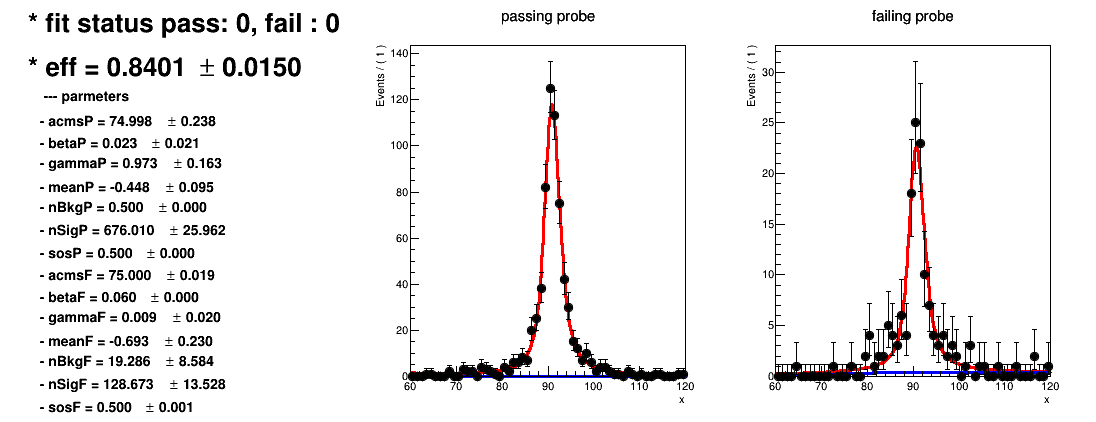 * fit status pass: 0, fail : 0
* eff = 0.8401 ± 0.0150
--- parmeters
- acmsP = 74.998 ± 0.238
- betaP = 0.023 ± 0.021
- gammaP = 0.973 ± 0.163
- meanP = -0.448 ± 0.095
- nBkgP = 0.500 ± 0.000
- nSigP = 676.010 ± 25.962
- sosP = 0.500 ± 0.000
- acmsF = 75.000 ± 0.019
- betaF = 0.060 ± 0.000
- gammaF = 0.009 ± 0.020
- meanF = -0.693 ± 0.230
- nBkgF = 19.286 ± 8.584
- nSigF = 128.673 ± 13.528
- sosF = 0.500 ± 0.001
passing probe
Events / ( 1 )
140
120
100
80
60
40
20
0
60 70 80 90 100 110 120
x
failing probe
Events / ( 1 )
30
25
20
15
10
5
0
60 70 80 90 100 110 120
x